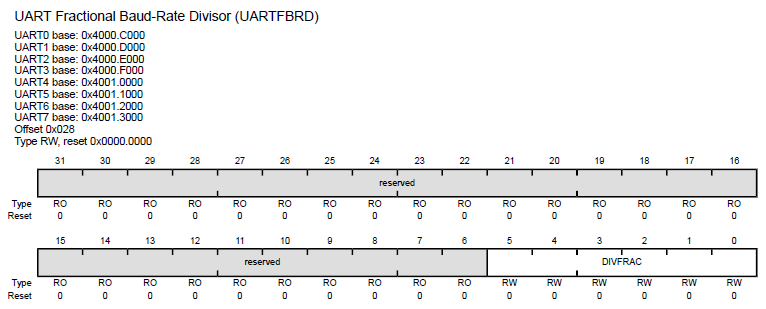 UART Fractional Baud-Rate Divisor (UARTFBRD)
UART0 base: 0x4000.C000
UART1 base: 0x4000.D000
UART2 base: 0x4000.E000
UART3 base: 0x4000.F000
UART4 base: 0x4001.0000
UART5 base: 0x4001.1000
UART6 base: 0x4001.2000
UART7 base: 0x4001.3000
Offset 0x028
Type RW, reset 0x0000.0000
31 30 29 28 27 26 25 24 23 22 21 20 19 18 17 16
reserved
Type RO RO RO RO RO RO RO RO RO RO RO RO RO RO RO RO
Reset 0 0 0 0 0 0 0 0 0 0 0 0 0 0 0 0
15 14 13 12 11 10 9 8 7 6 5 4 3 2 1 0
reserved DIVFRAC
Type RO RO RO RO RO RO RO RO RO RO RW RW RW RW RW RW
Reset 0 0 0 0 0 0 0 0 0 0 0 0 0 0 0 0